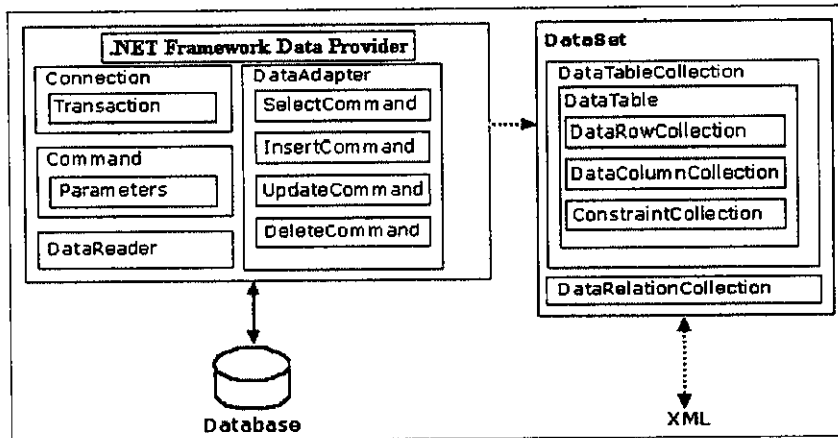 .NET Framework Data Provider
Connection
Transaction
Command
Parameters
DataReader
DataAdapter
SelectCommand
InsertCommand
UpdateCommand
DeleteCommand
DataSet
DataTableCollection
DataTable
DataRowCollection
DataColumnCollection
ConstraintCollection
DataRelationCollection
Database
XML